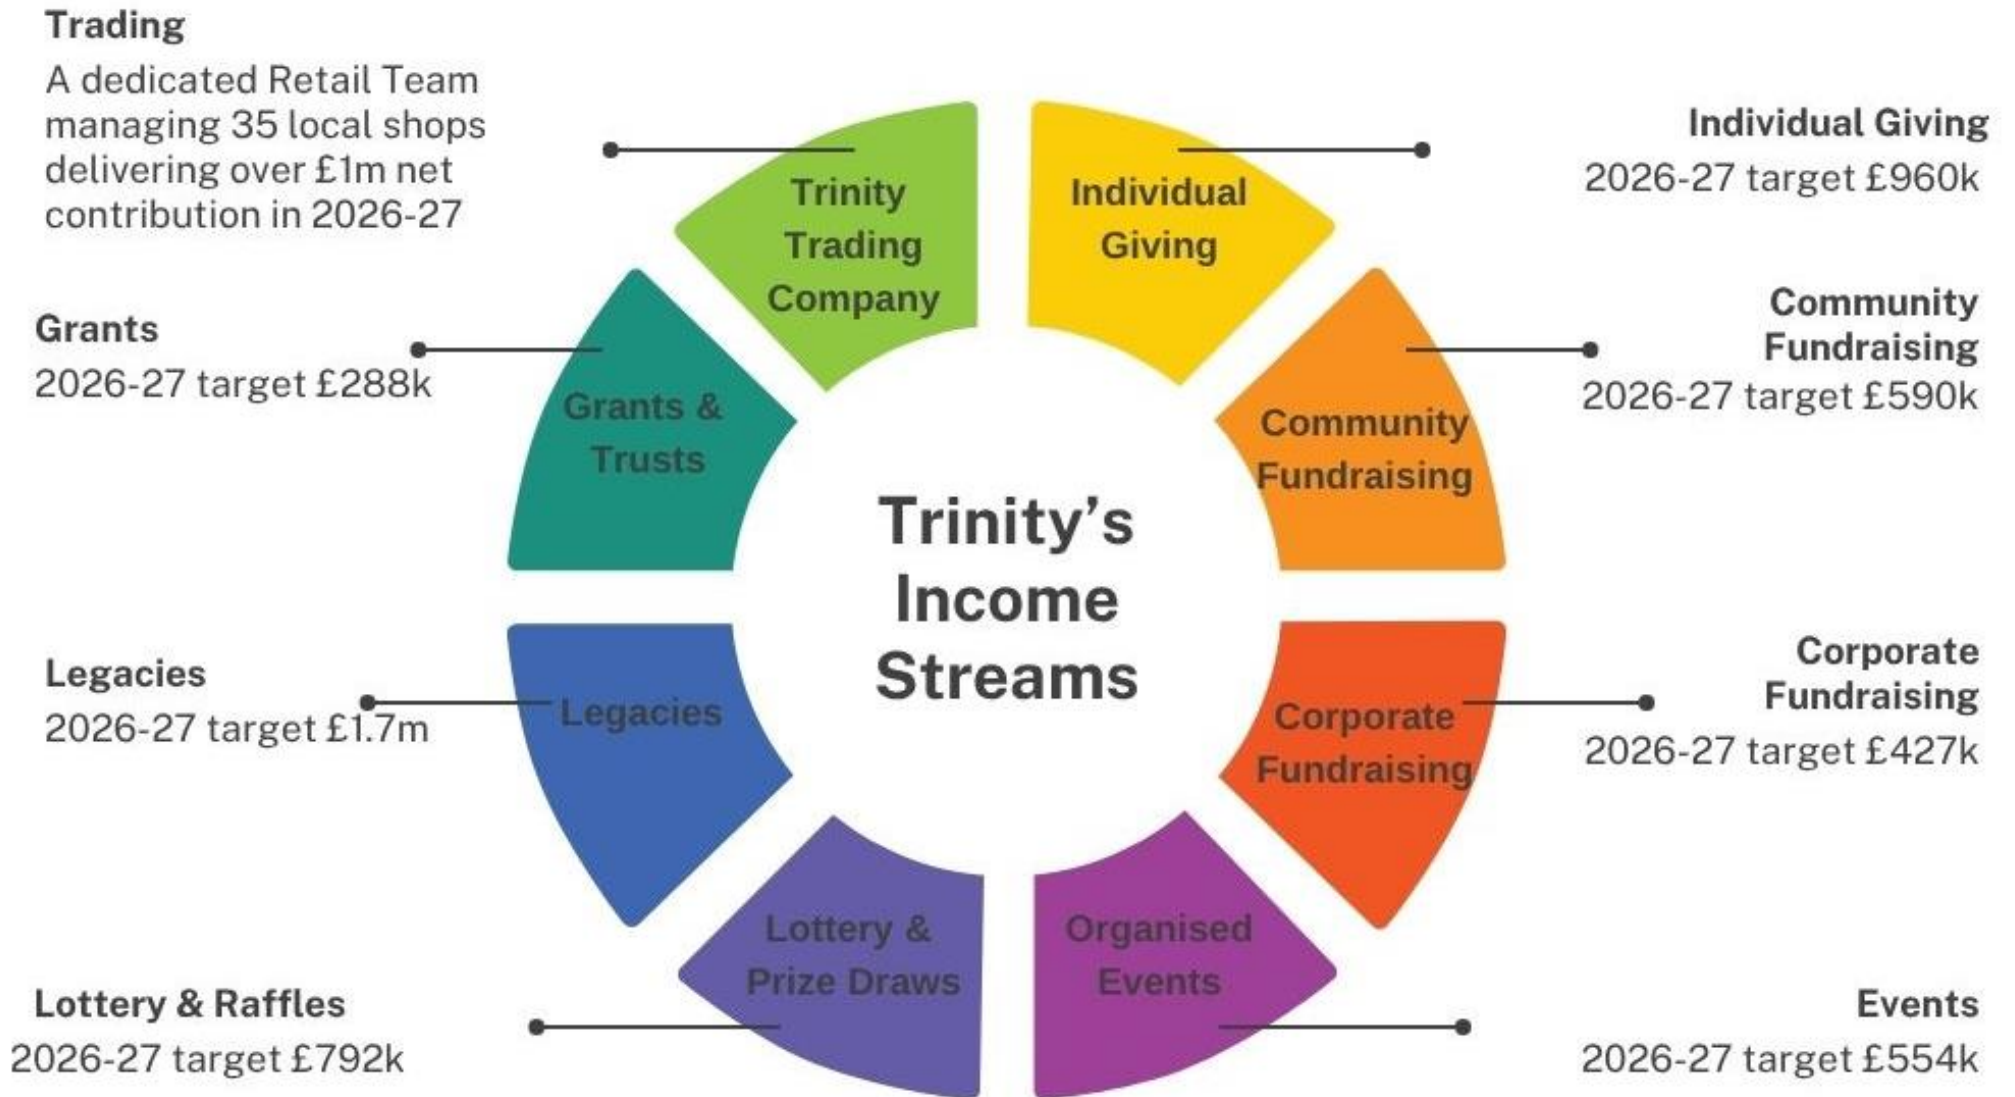 Trading
A dedicated Retail Team
managing 35 local shops
delivering over £1m net
contribution in 2026-27
Grants
2026-27 target £288k
Legacies
2026-27 target £1.7m
Lottery & Raffles
2026-27 target £792k
Trinity
Trading
Company
Individual
Giving
Grants &
Trusts
Community
Fundraising
Trinity’s
Income
Streams
Legacies
Corporate
Fundraising
Lottery &
Prize Draws
Organised
Events
Individual Giving
2026-27 target £960k
Community
Fundraising
2026-27 target £590k
Corporate
Fundraising
2026-27 target £427k
Events
2026-27 target £554k